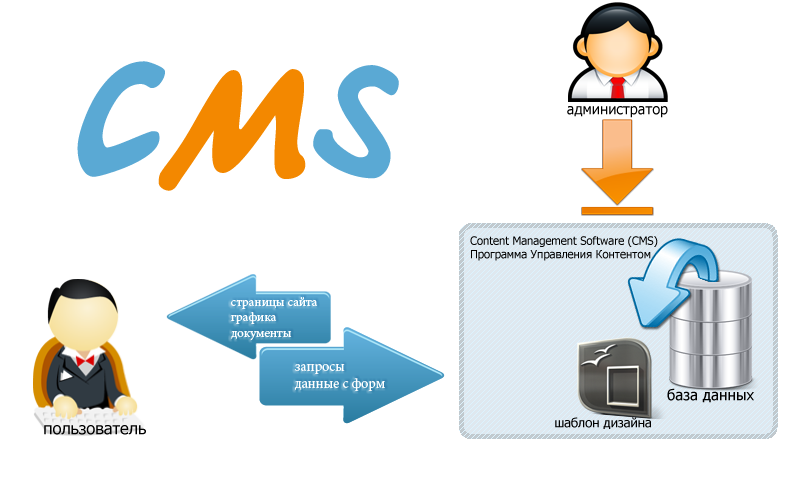 CMS
администратор
Content Management Software (CMS)
Программа Управления Контентом
страницы сайта
графика
документы
запросы
данные с форм
база данных
шаблон дизайна
пользователь